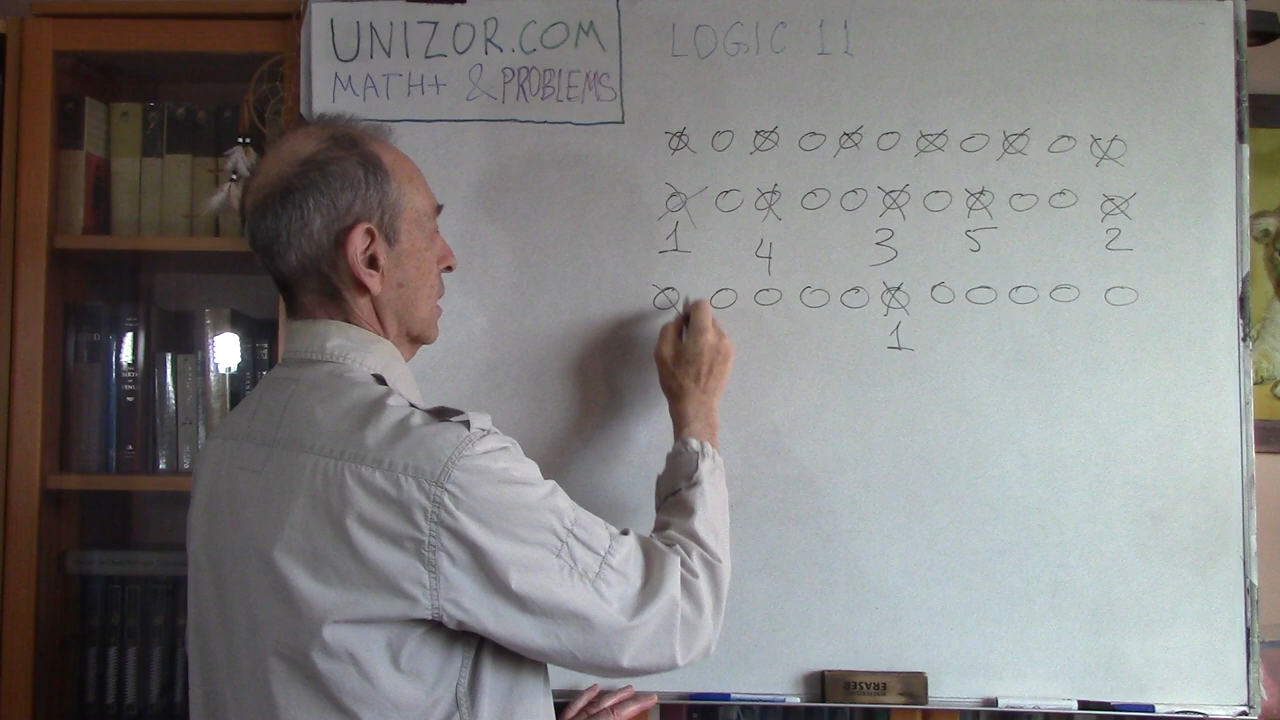 UNIZOR.COM
MATH+ & PROBLEMS
LOGIC 11
1 4 3 5 2
1
ERASER